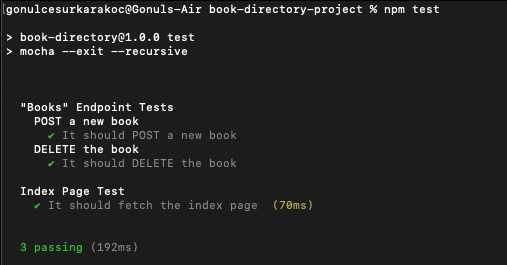 gonulcesurkarakoc@Gonuls-Air book-directory-project % npm test
> book-directory@1.0.0 test
> mocha --exit --recursive
"Books" Endpoint Tests
POST a new book
✔ It should POST a new book
DELETE the book
✔ It should DELETE the book
Index Page Test
✔ It should fetch the index page (70ms)
3 passing (192ms)